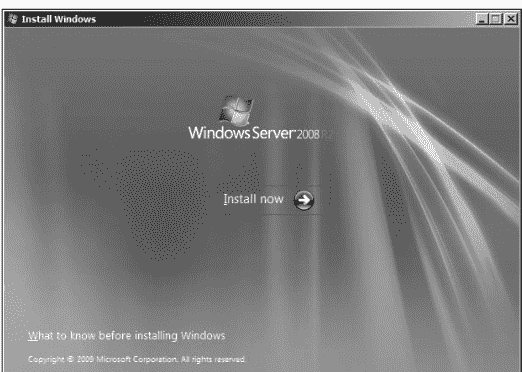 Install Windows
Windows Server 2008 R2
Install now
What to know before installing Windows
Copyright © 2009 Microsoft Corporation. All rights reserved.